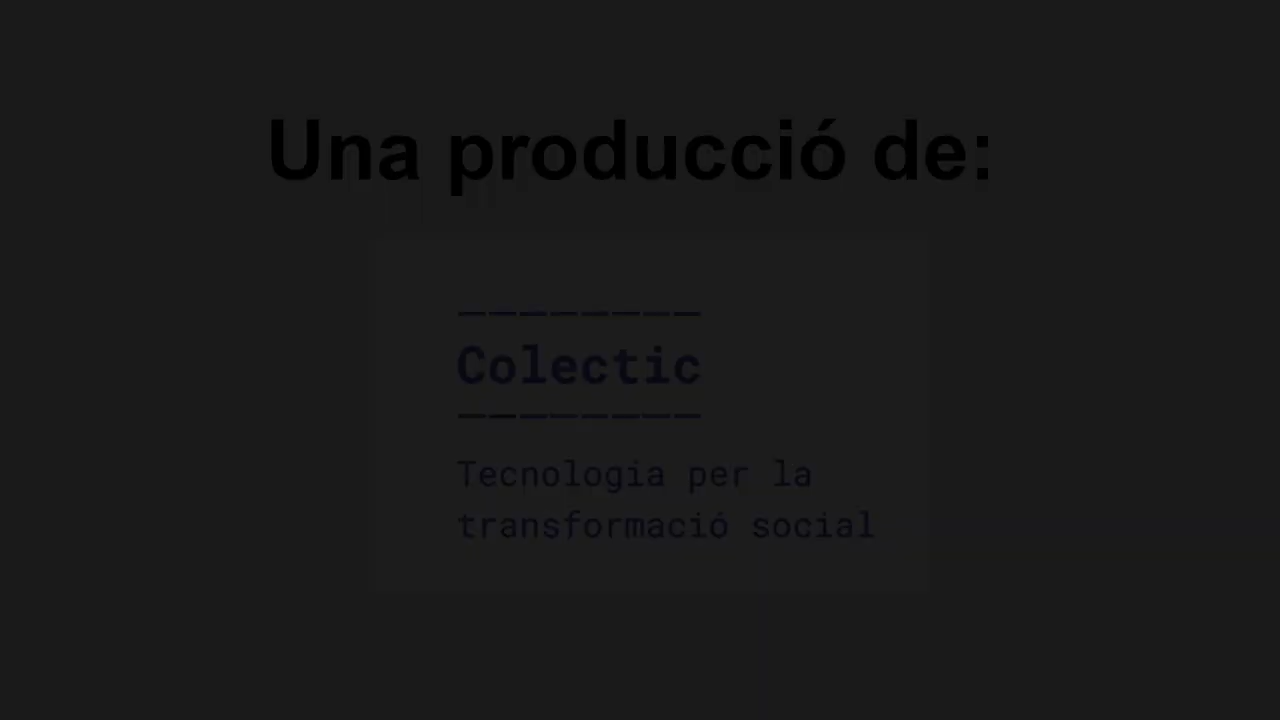 Una producció de:
Colectic
Tecnologia per la
transformació social